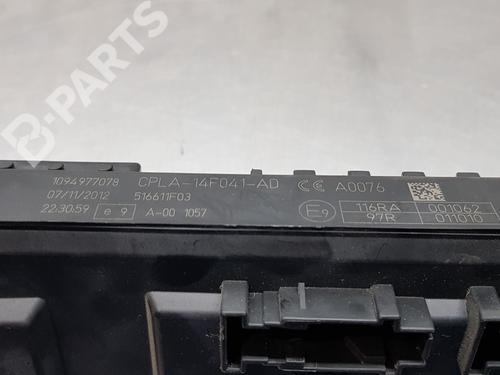 B-PARTS
1094977078 CPLA-14F041-AD CE A0076
07/11/2012 516611F03
22:30:59 e 9 A-00 1057
E9 116RA 001062
97R 011010